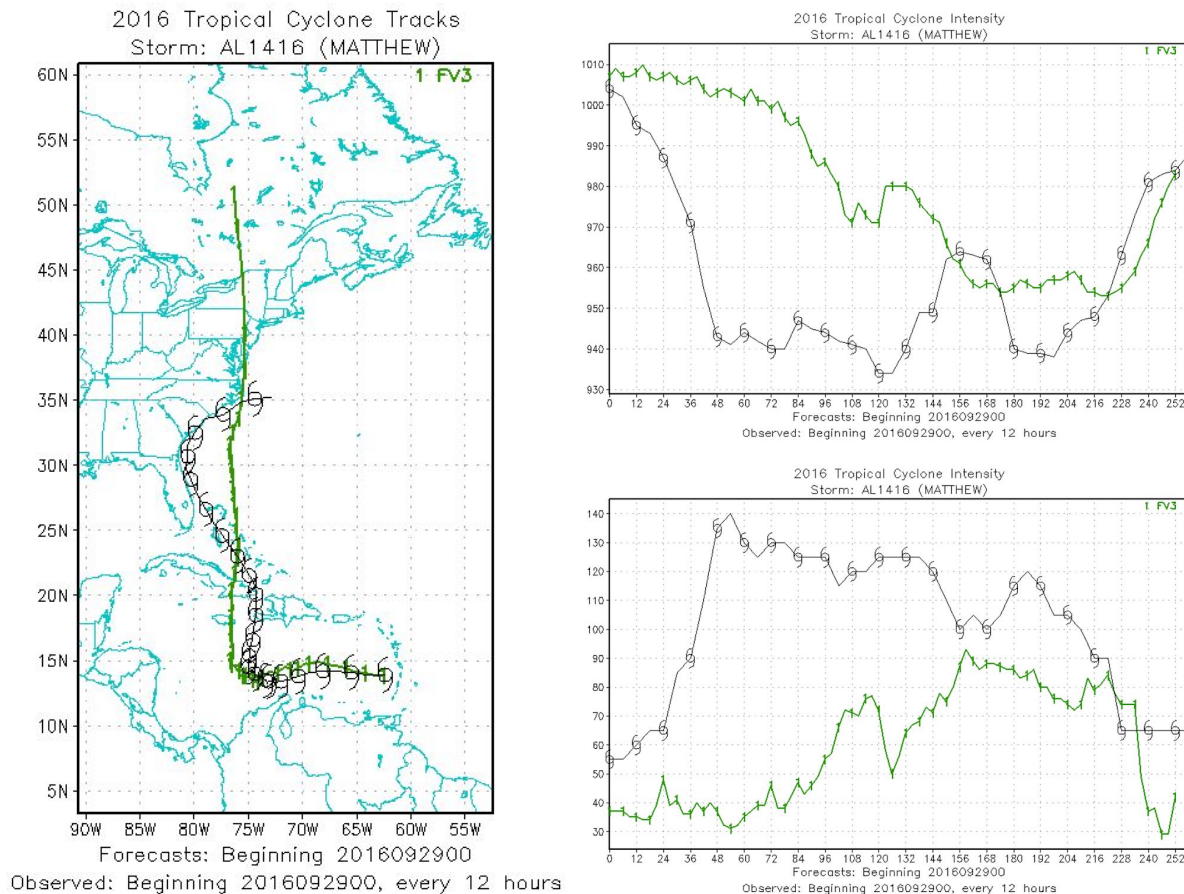 2016 Tropical Cyclone Tracks
Storm: AL1416 (MATTHEW)
1 FV3
60N
55N
50N
45N
40N
35N
30N
25N
20N
15N
10N
5N
90W 85W 80W 75W 70W 65W 60W 55W
Forecasts: Beginning 2016092900
Observed: Beginning 2016092900, every 12 hours
2016 Tropical Cyclone Intensity
Storm: AL1416 (MATTHEW)
1 FV3
1010
1000
990
980
970
960
950
940
930
0 12 24 36 48 60 72 84 96 108 120 132 144 156 168 180 192 204 216 228 240 252
Forecasts: Beginning 2016092900
Observed: Beginning 2016092900, every 12 hours
2016 Tropical Cyclone Intensity
Storm: AL1416 (MATTHEW)
1 FV3
140
130
120
110
100
90
80
70
60
50
40
30
0 12 24 36 48 60 72 84 96 108 120 132 144 156 168 180 192 204 216 228 240 252
Forecasts: Beginning 2016092900
Observed: Beginning 2016092900, every 12 hours